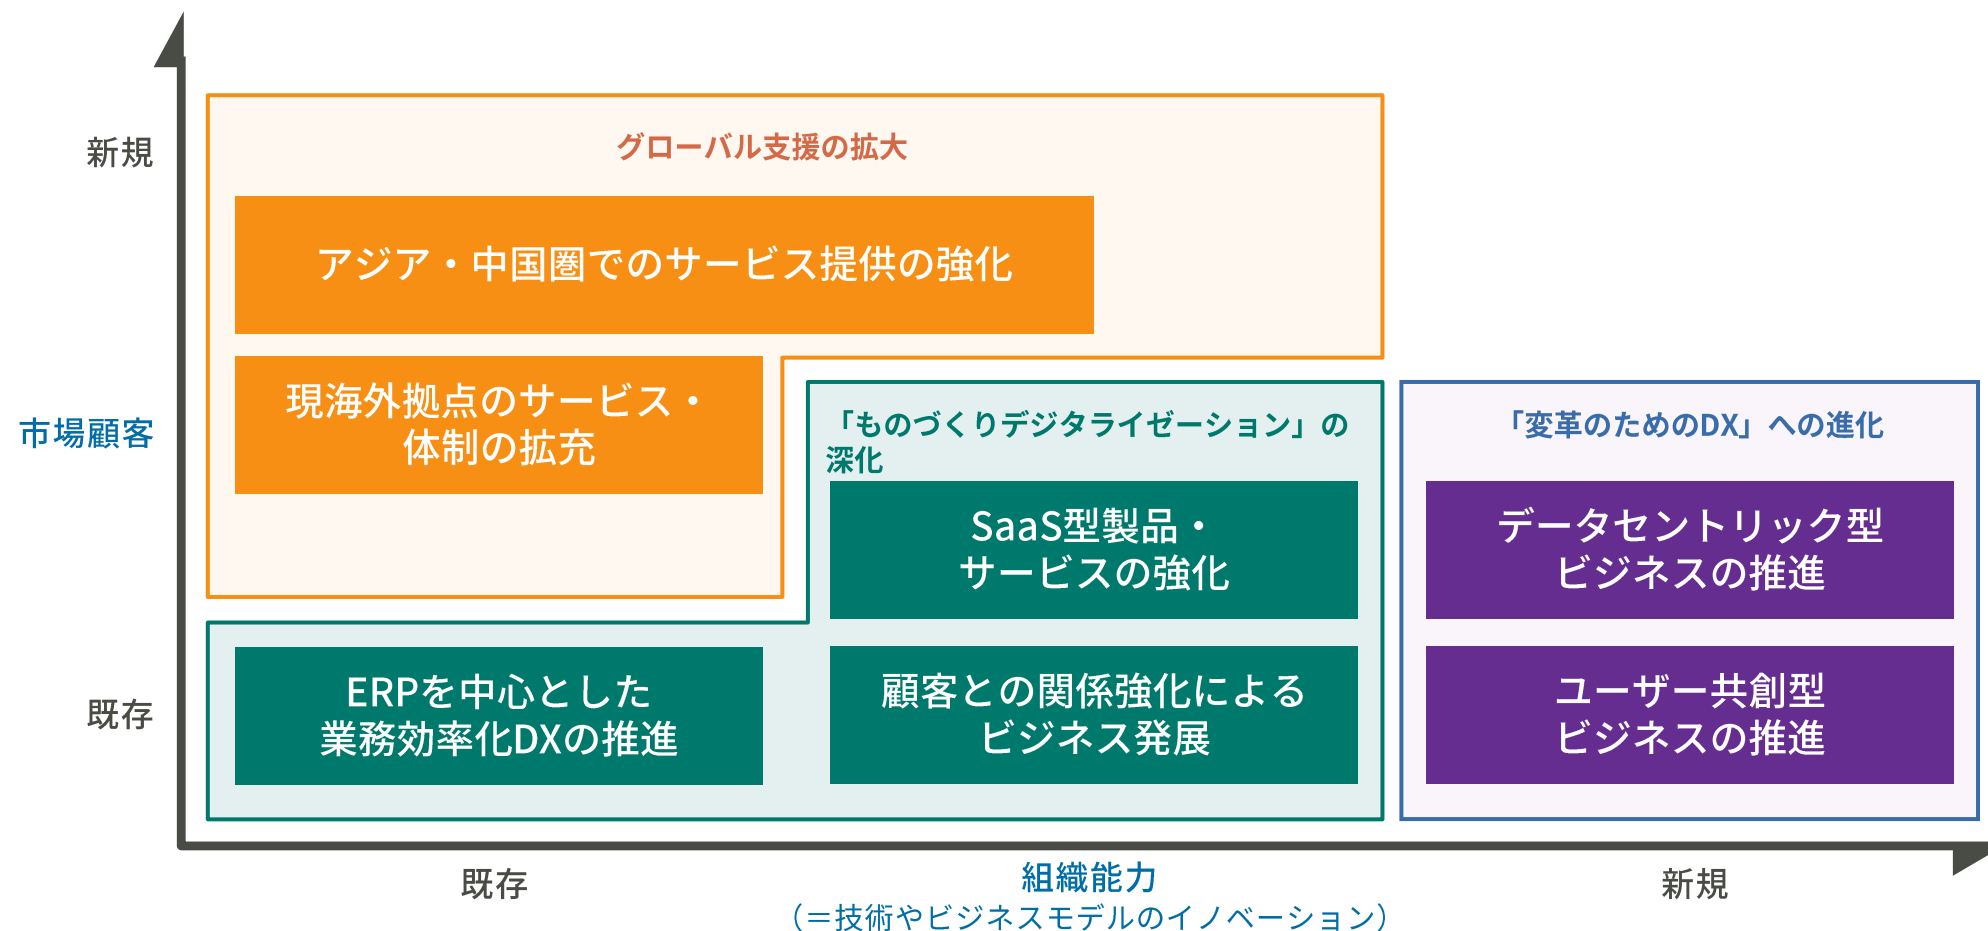 新規
グローバル支援の拡大
アジア・中国圏でのサービス提供の強化
現海外拠点のサービス・
体制の拡充
市場顧客
「ものづくりデジタライゼーション」の
深化
「変革のためのDX」への進化
SaaS型製品・
サービスの強化
データセントリック型
ビジネスの推進
既存
ERPを中心とした
業務効率化DXの推進
顧客との関係強化による
ビジネス発展
ユーザー共創型
ビジネスの推進
既存
組織能力
（＝技術やビジネスモデルのイノベーション）
新規